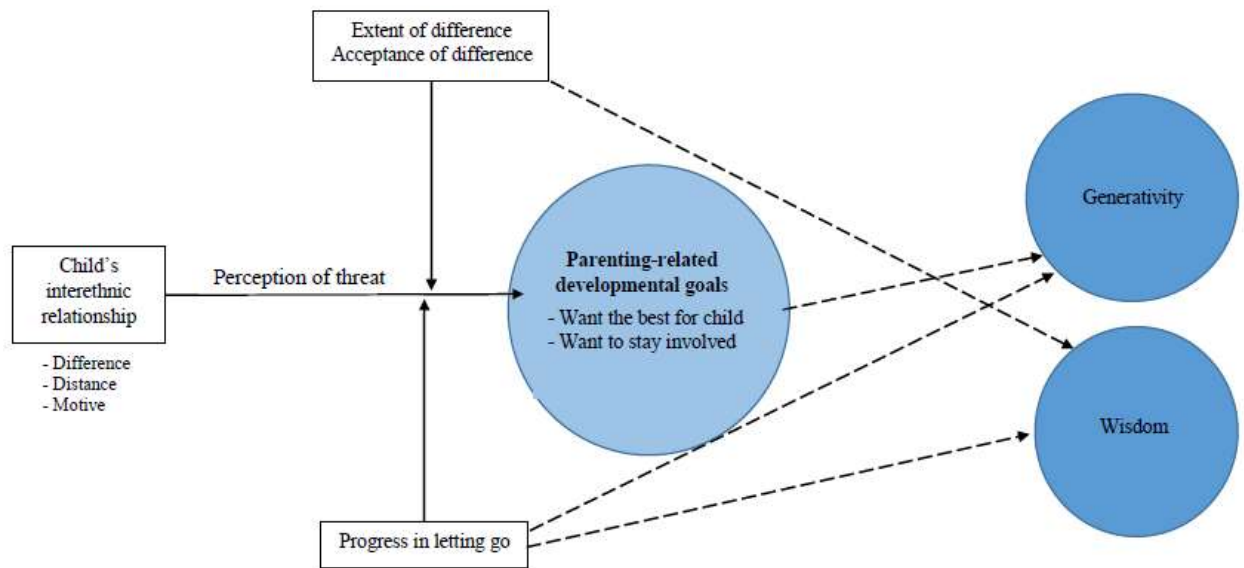 Extent of difference
Acceptance of difference
Generativity
Child's
interethnic
relationship
Perception of threat
Parenting-related
developmental goals
- Want the best for child
- Want to stay involved
- Difference
- Distance
- Motive
Wisdom
Progress in letting go